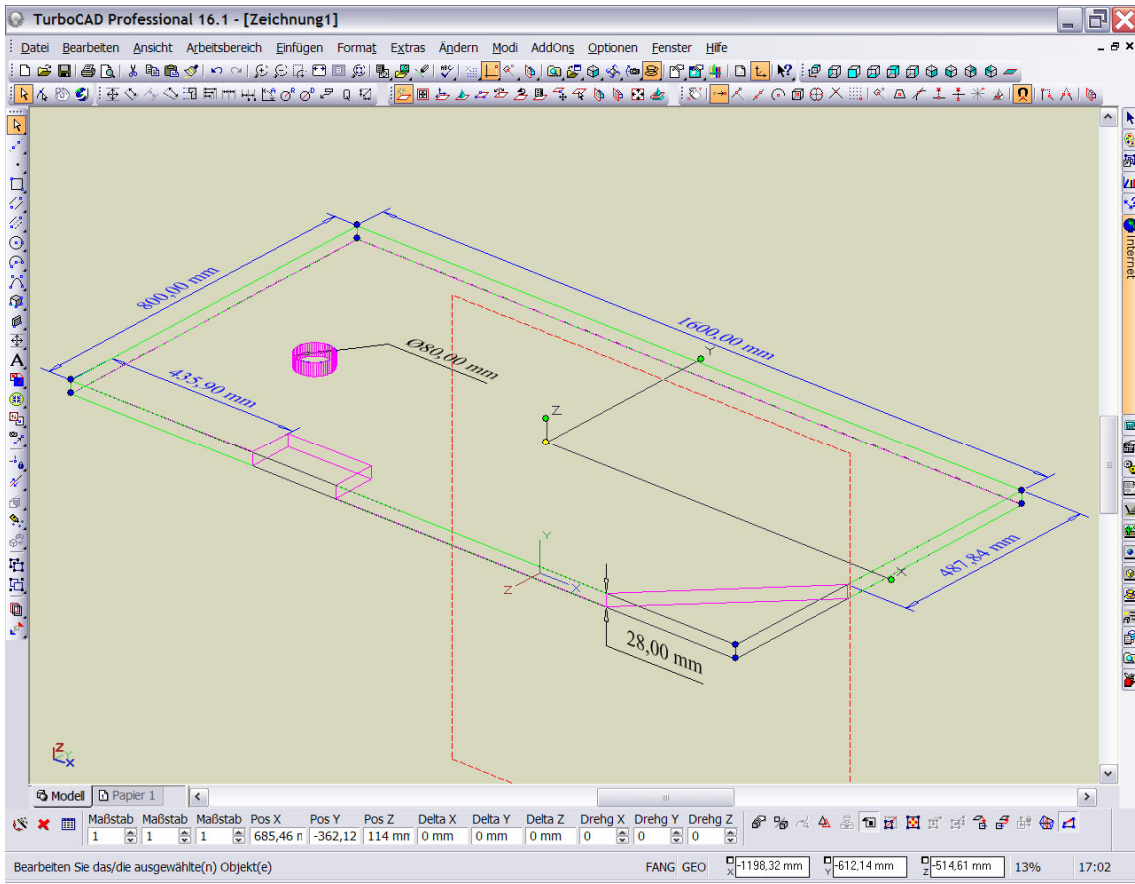 TurboCAD Professional 16.1 - [Zeichnung1]
Datei Bearbeiten Ansicht Arbeitsbereich Einfügen Format Extras Ändern Modi AddOns Optionen Fenster Hilfe
Internet
800,00 mm
1600,00 mm
Ø80,00 mm
435,90 mm
Y
Z
X
487,84 mm
Y
Z
X
28,00 mm
Z
Y
X
Modell Papier 1
Maßstab Maßstab Maßstab Pos X Pos Y Pos Z Delta X Delta Y Delta Z Drehg X Drehg Y Drehg Z
1 1 1 685,46 n -362,12 114 mm 0 mm 0 mm 0 mm 0 0 0
Bearbeiten Sie das/die ausgewählte(n) Objekt(e) FANG GEO X -1198,32 mm Y -612,14 mm Z -514,61 mm 13% 17:02